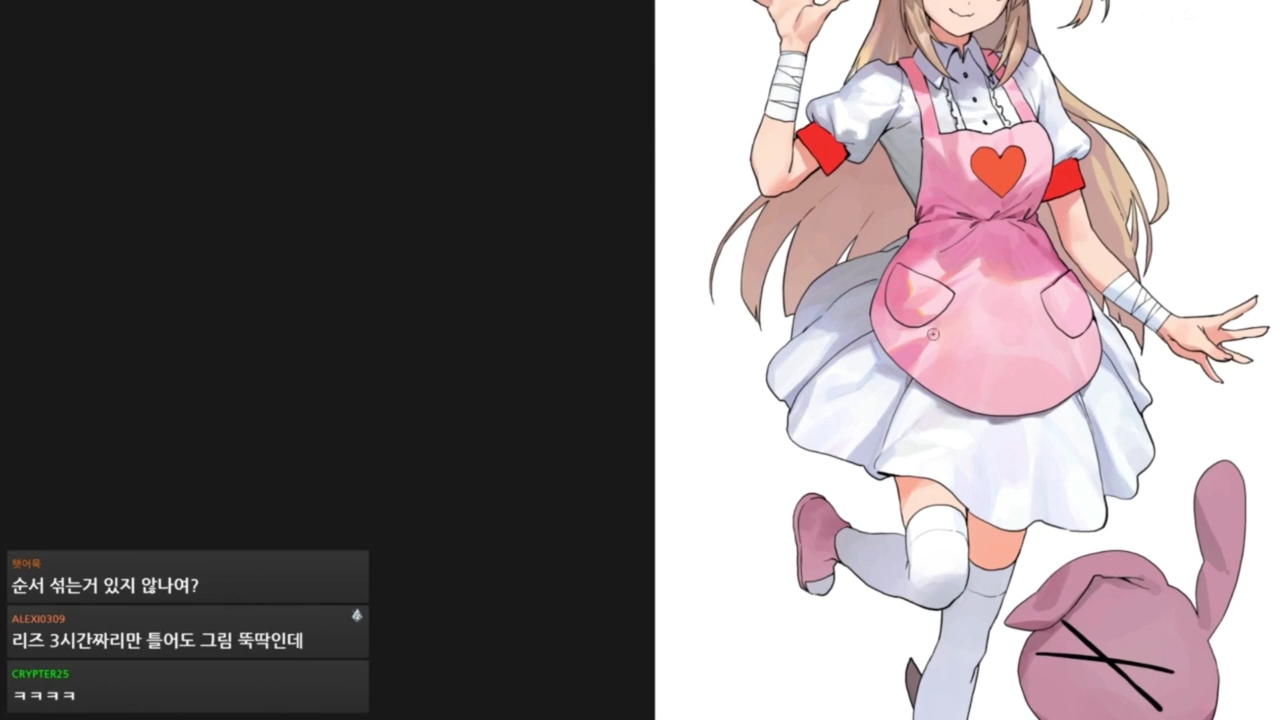 탯어묵
순서 섞는거 있지 않나여?
ALEXI0309
리즈 3시간짜리만 틀어도 그림 뚝딱인데
CRYPTER25
ㅋㅋㅋㅋ